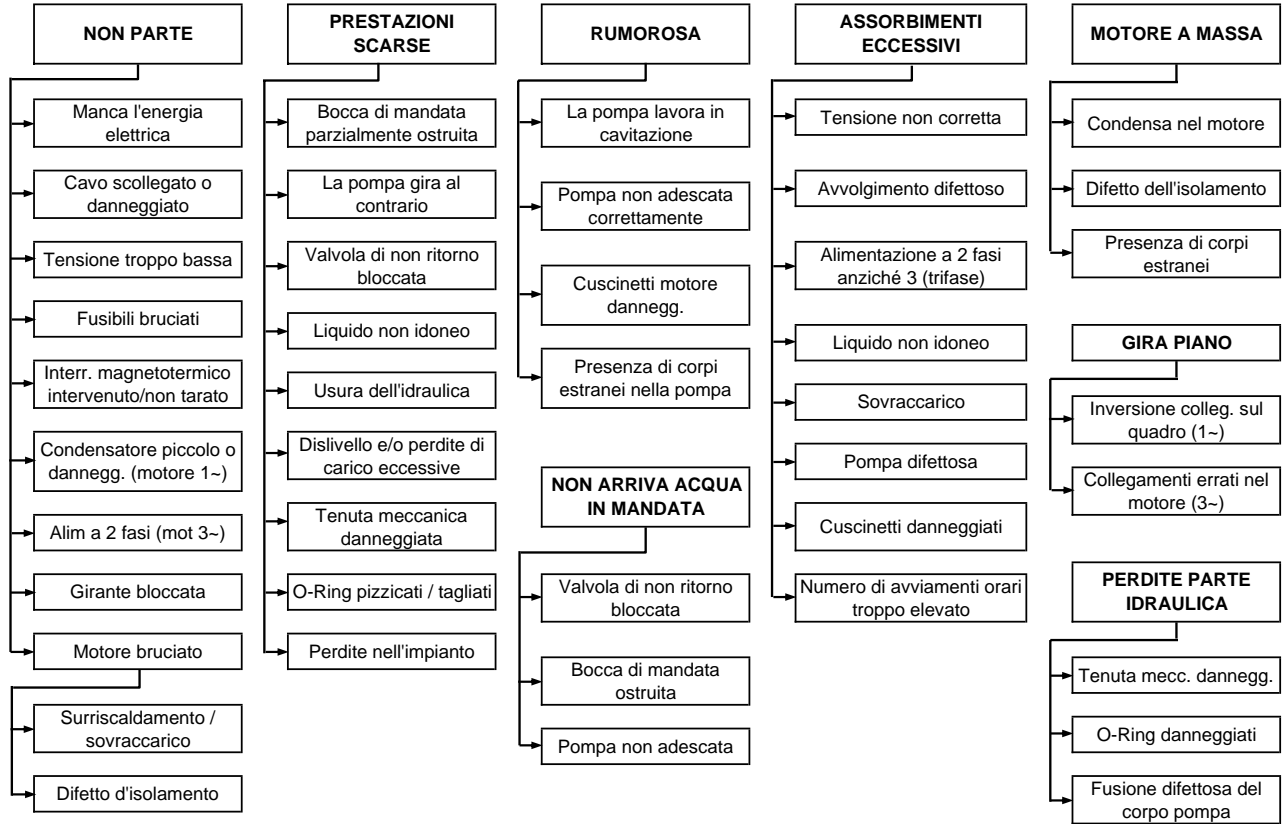 NON PARTE
Manca l'energia
elettrica
Cavo scollegato o
danneggiato
Tensione troppo bassa
Fusibili bruciati
Interr. magnetotermico
intervenuto/non tarato
Condensatore piccolo o
dannegg. (motore 1~)
Alim a 2 fasi (mot 3~)
Girante bloccata
Motore bruciato
Surriscaldamento /
sovraccarico
Difetto d'isolamento
PRESTAZIONI
SCARSE
Bocca di mandata
parzialmente ostruita
La pompa gira al
contrario
Valvola di non ritorno
bloccata
Liquido non idoneo
Usura dell'idraulica
Dislivello e/o perdite di
carico eccessive
Tenuta meccanica
danneggiata
O-Ring pizzicati / tagliati
Perdite nell'impianto
RUMOROSA
La pompa lavora in
cavitazione
Pompa non adescata
correttamente
Cuscinetti motore
dannegg.
Presenza di corpi
estranei nella pompa
NON ARRIVA ACQUA
IN MANDATA
Valvola di non ritorno
bloccata
Bocca di mandata
ostruita
Pompa non adescata
ASSORBIMENTI
ECCESSIVI
Tensione non corretta
Avvolgimento difettoso
Alimentazione a 2 fasi
anziché 3 (trifase)
Liquido non idoneo
Sovraccarico
Pompa difettosa
Cuscinetti danneggiati
Numero di avviamenti orari
troppo elevato
MOTORE A MASSA
Condensa nel motore
Difetto dell'isolamento
Presenza di corpi
estranei
GIRA PIANO
Inversione colleg. sul
quadro (1~)
Collegamenti errati nel
motore (3~)
PERDITE PARTE
IDRAULICA
Tenuta mecc. dannegg.
O-Ring danneggiati
Fusione difettosa del
corpo pompa